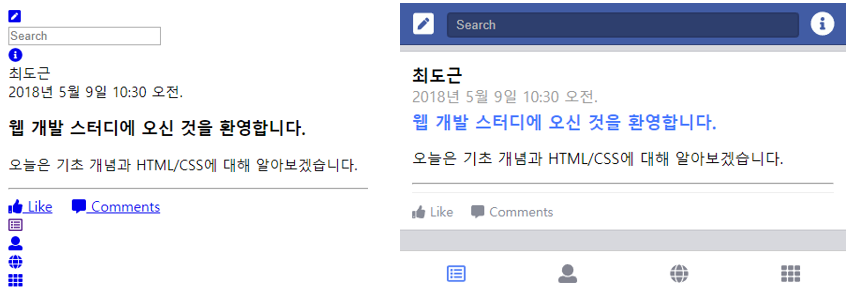 Search
최도근
2018년 5월 9일 10:30 오전.
웹 개발 스터디에 오신 것을 환영합니다.
오늘은 기초 개념과 HTML/CSS에 대해 알아보겠습니다.
Like Comments
Search
최도근
2018년 5월 9일 10:30 오전.
웹 개발 스터디에 오신 것을 환영합니다.
오늘은 기초 개념과 HTML/CSS에 대해 알아보겠습니다.
Like Comments